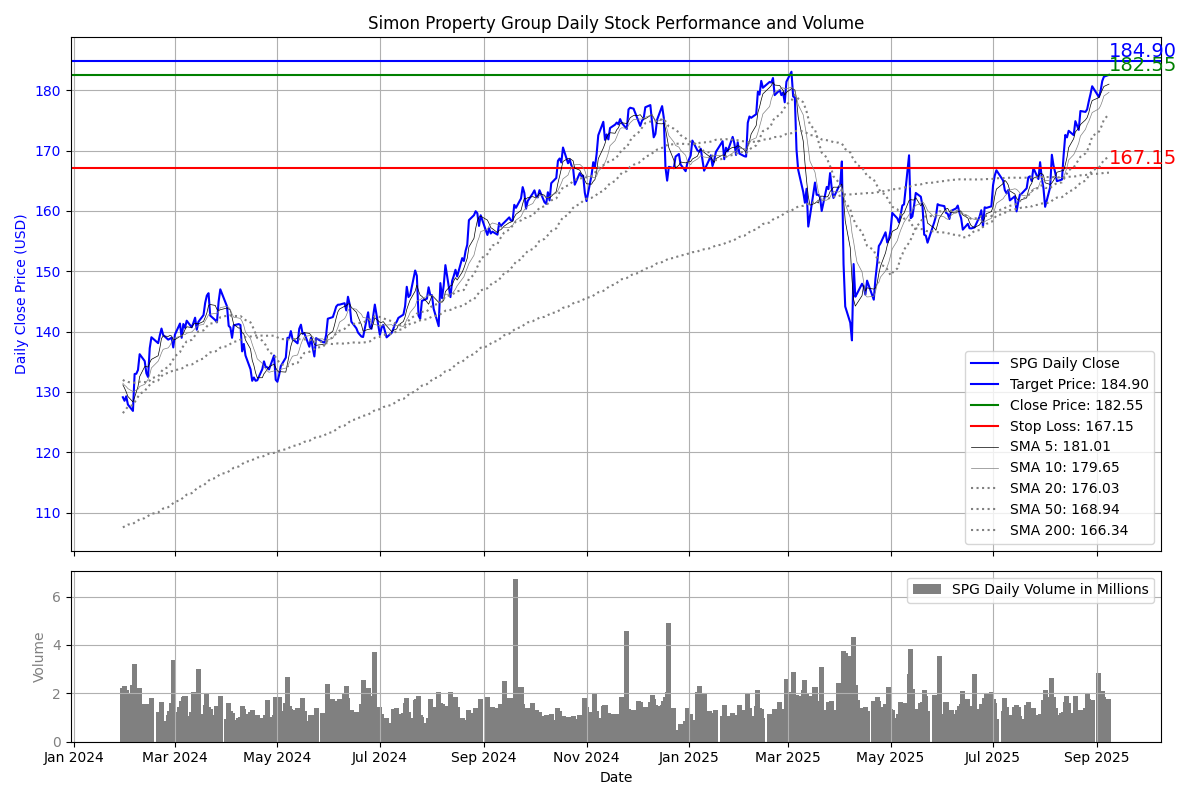 Simon Property Group Daily Stock Performance and Volume
184.90
182.55
167.15
180
170
160
150
140
130
120
110
Daily Close Price (USD)
SPG Daily Close
Target Price: 184.90
Close Price: 182.55
Stop Loss: 167.15
SMA 5: 181.01
SMA 10: 179.65
SMA 20: 176.03
SMA 50: 168.94
SMA 200: 166.34
SPG Daily Volume in Millions
6
4
2
0
Volume
Jan 2024 Mar 2024 May 2024 Jul 2024 Sep 2024 Nov 2024 Jan 2025 Mar 2025 May 2025 Jul 2025 Sep 2025
Date